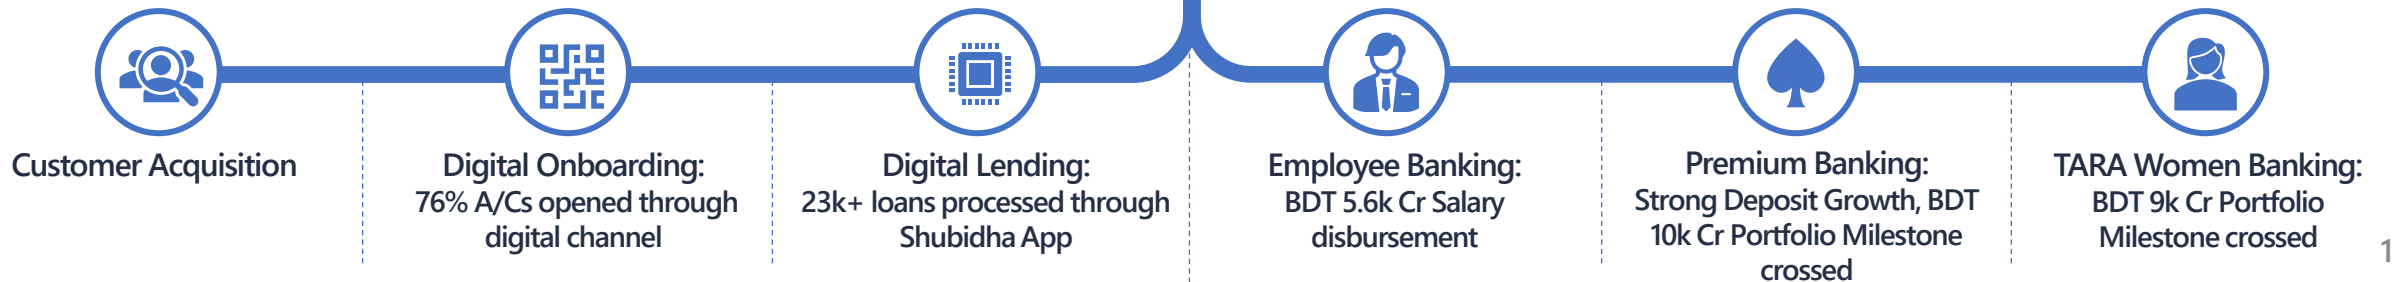 Customer Acquisition
Digital Onboarding:
76% A/Cs opened through
digital channel
Digital Lending:
23k+ loans processed through
Shubidha App
Employee Banking:
BDT 5.6k Cr Salary
disbursement
Premium Banking:
Strong Deposit Growth, BDT
10k Cr Portfolio Milestone
crossed
TARA Women Banking:
BDT 9k Cr Portfolio
Milestone crossed
1